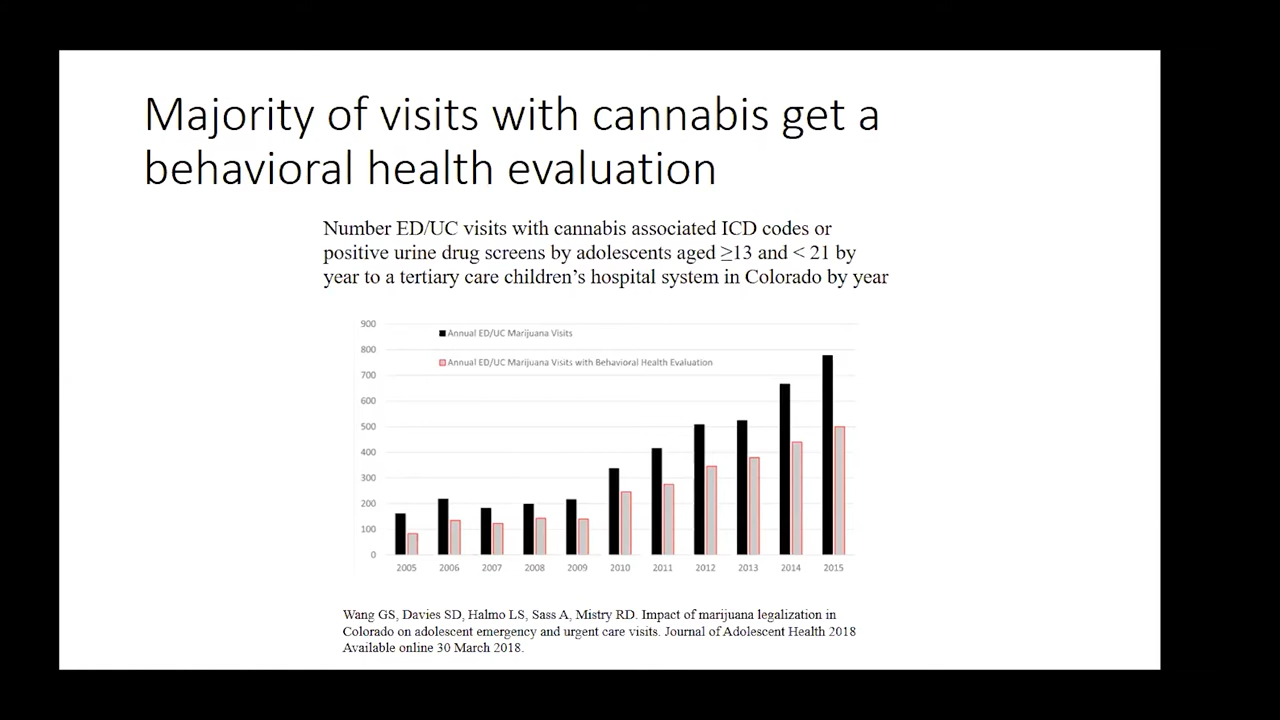 Majority of visits with cannabis get a
behavioral health evaluation
Number ED/UC visits with cannabis associated ICD codes or
positive urine drug screens by adolescents aged ≥13 and < 21 by
year to a tertiary care children’s hospital system in Colorado by year
900
Annual ED/UC Marijuana Visits
800
Annual ED/UC Marijuana Visits with Behavioral Health Evaluation
700
600
500
400
300
200
100
0
2005 2006 2007 2008 2009 2010 2011 2012 2013 2014 2015
Wang GS, Davies SD, Halmo LS, Sass A, Mistry RD. Impact of marijuana legalization in
Colorado on adolescent emergency and urgent care visits. Journal of Adolescent Health 2018
Available online 30 March 2018.